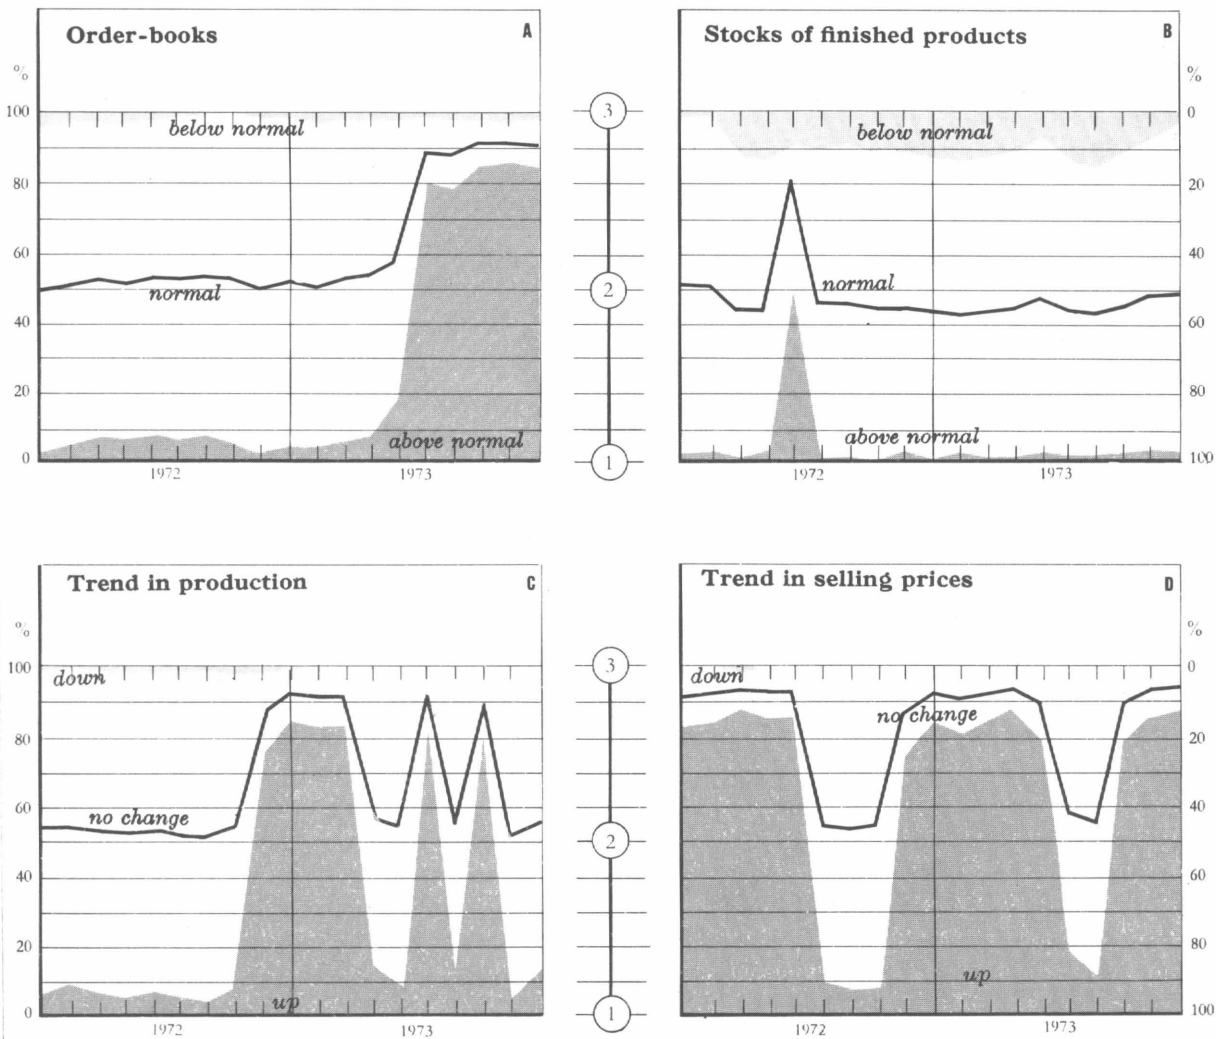 Order-books
A
%
100
80
60
40
20
0
below normal
normal
above normal
1972
1973
3
2
1
Stocks of finished products
B
%
0
20
40
60
80
100
below normal
normal
above normal
1972
1973
Trend in production
C
%
100
80
60
40
20
0
down
no change
up
1972
1973
3
2
1
Trend in selling prices
D
%
0
20
40
60
80
100
down
no change
up
1972
1973